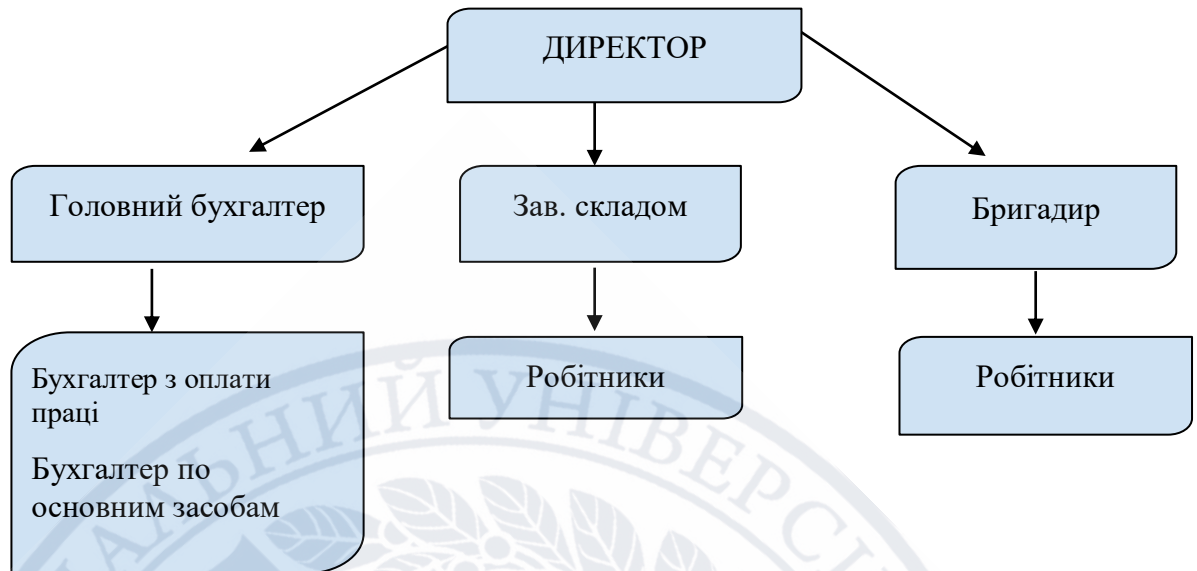 ДИРЕКТОР
Головний бухгалтер
Зав. складом
Бригадир
Бухгалтер з оплати
праці
Бухгалтер по
основним засобам
Робітники
Робітники